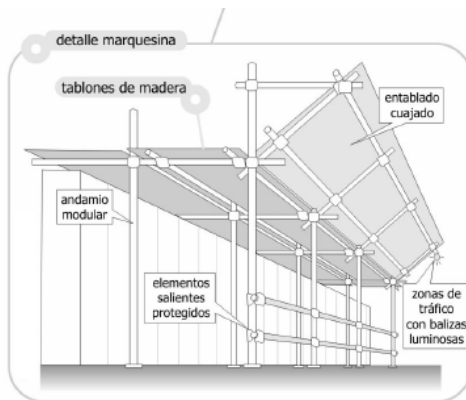 detalle marquesina
tablones de madera
entablado
cuajado
andamio
modular
elementos
salientes
protegidos
zonas de
tráfico
con balizas
luminosas